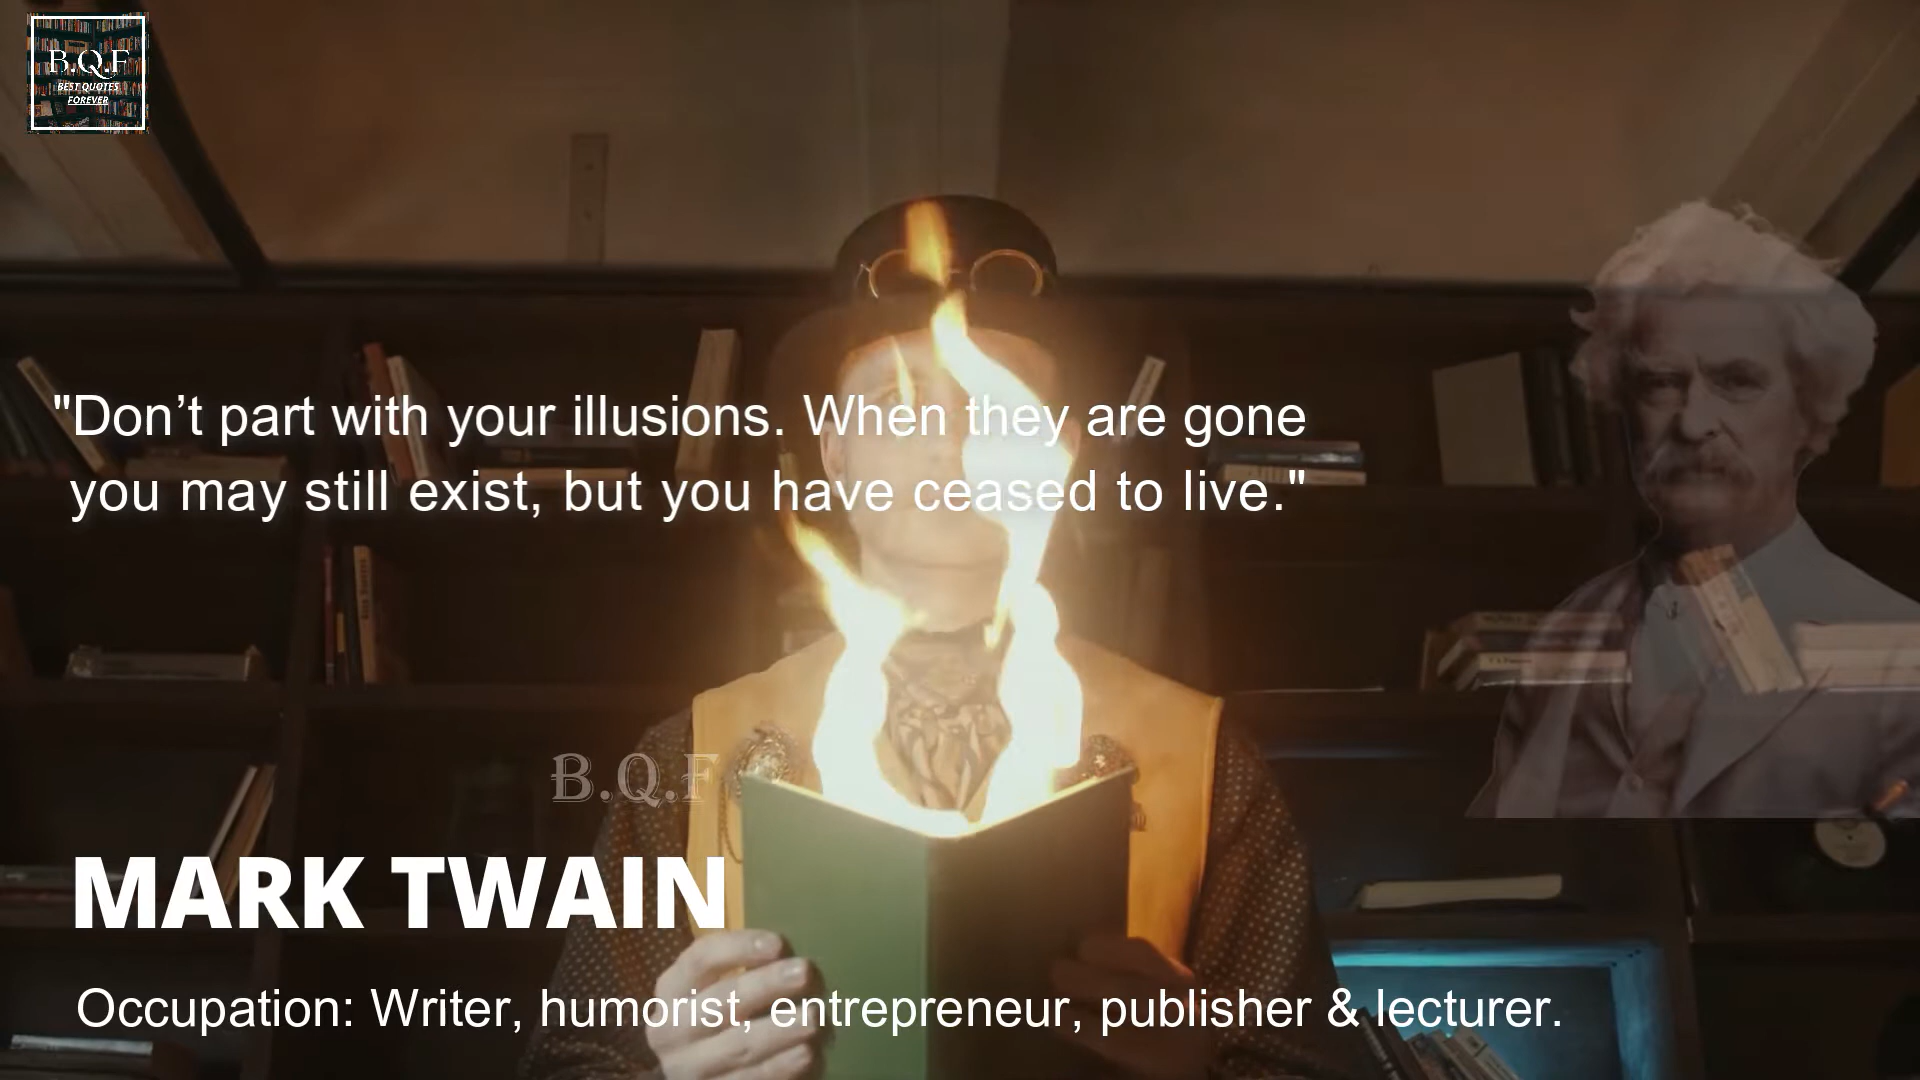 B.Q.F
BEST QUOTES
FOREVER
"Don’t part with your illusions. When they are gone
you may still exist, but you have ceased to live."
B.Q.F
MARK TWAIN
Occupation: Writer, humorist, entrepreneur, publisher & lecturer.